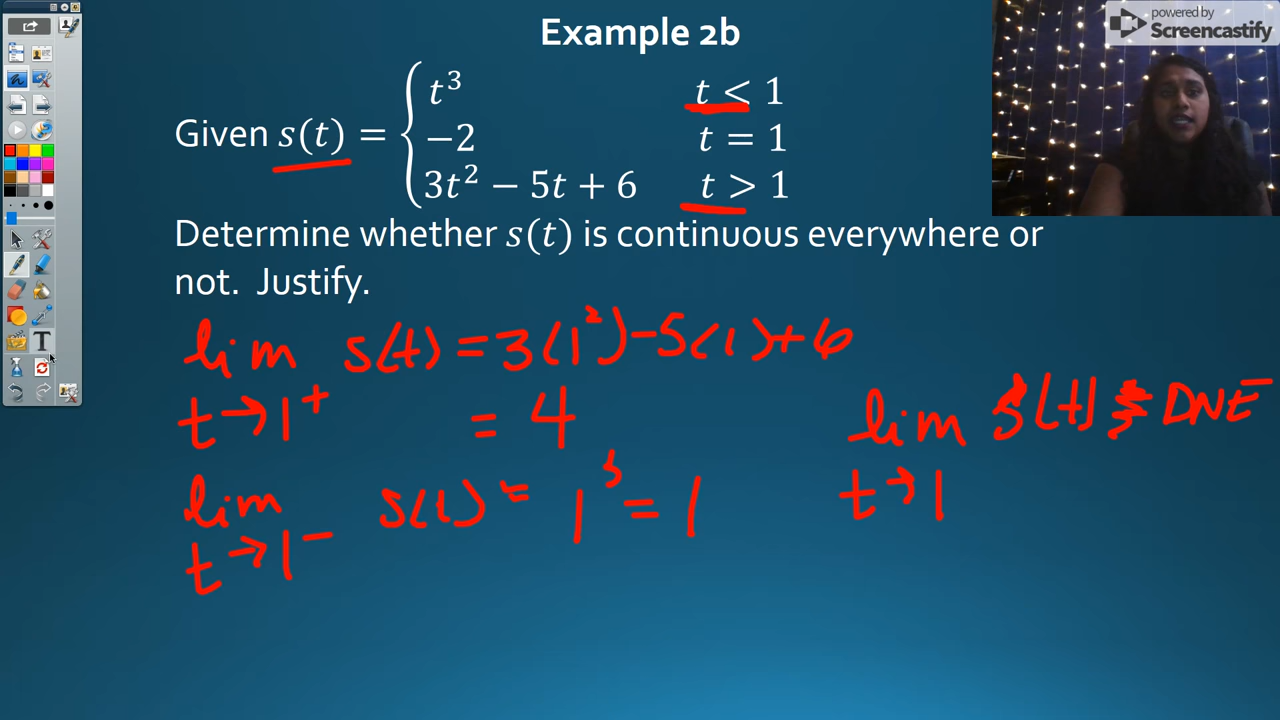 powered by
Screencastify
Example 2b
Given s(t) = { t³ t < 1
−2 t = 1
3t² − 5t + 6 t > 1
Determine whether s(t) is continuous everywhere or
not. Justify.
lim s(t) = 3(1²)−5(1)+6
t→1⁺ = 4
lim s(t) DNE
t→1
lim s(t) = 1³ = 1
t→1⁻
T